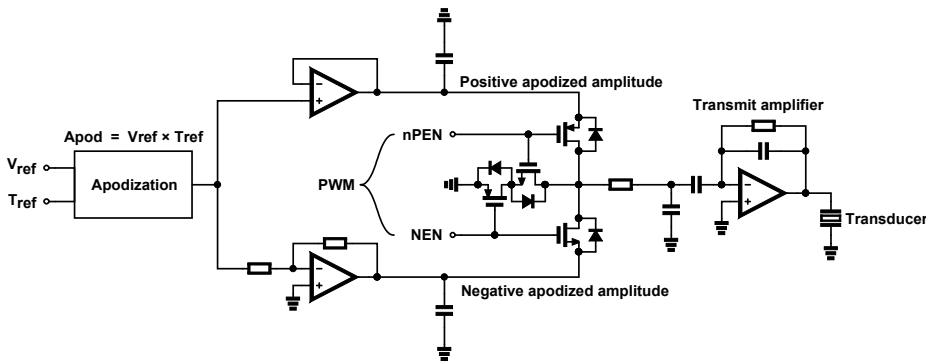 Positive apodized amplitude
Transmit amplifier
Apod = Vref × Tref
nPEN
Vref
Apodization
PWM
Tref
NEN
Transducer
Negative apodized amplitude
−
+
−
+
−
+